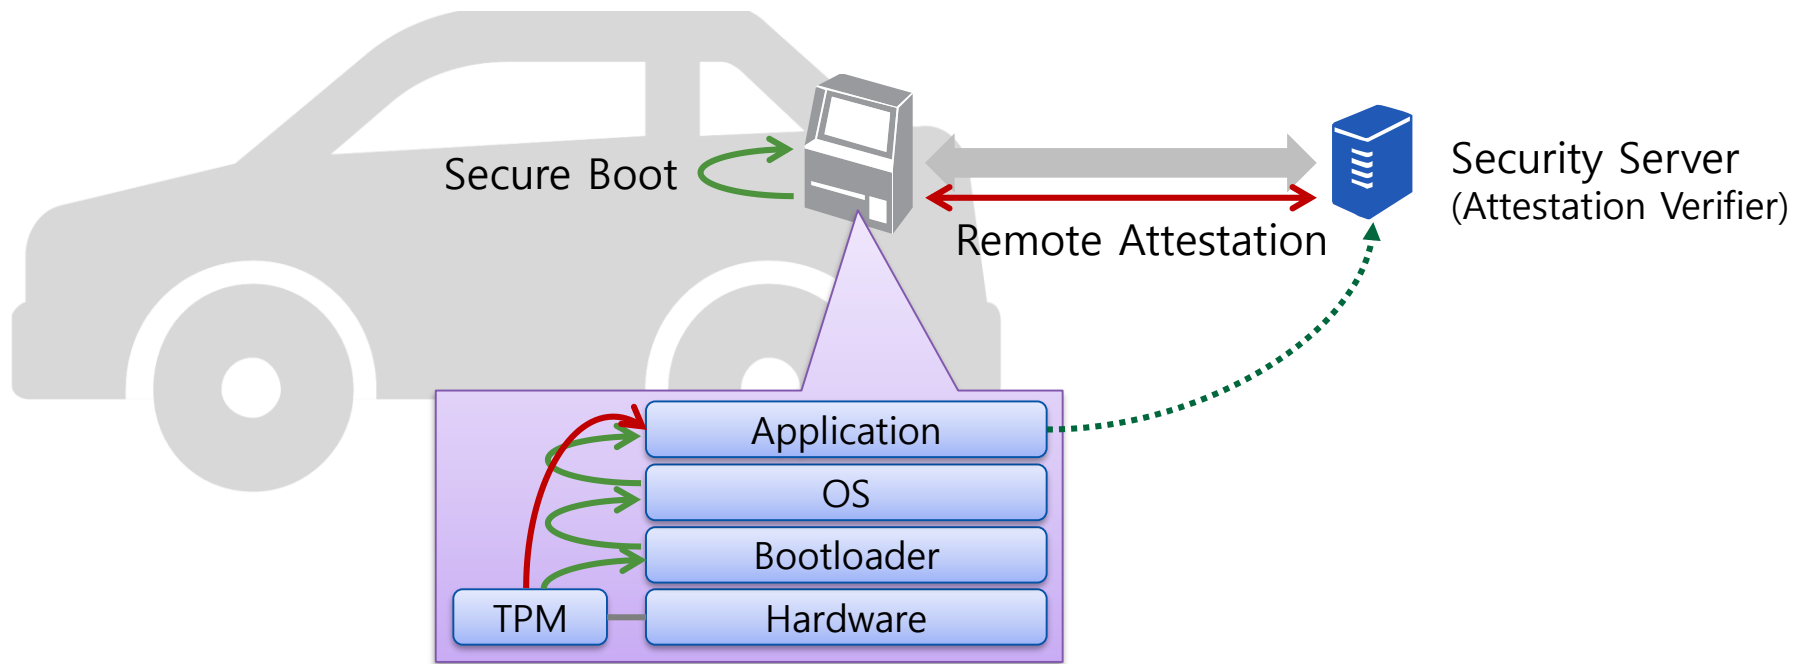 Secure Boot
Security Server
(Attestation Verifier)
Remote Attestation
Application
OS
Bootloader
TPM
Hardware